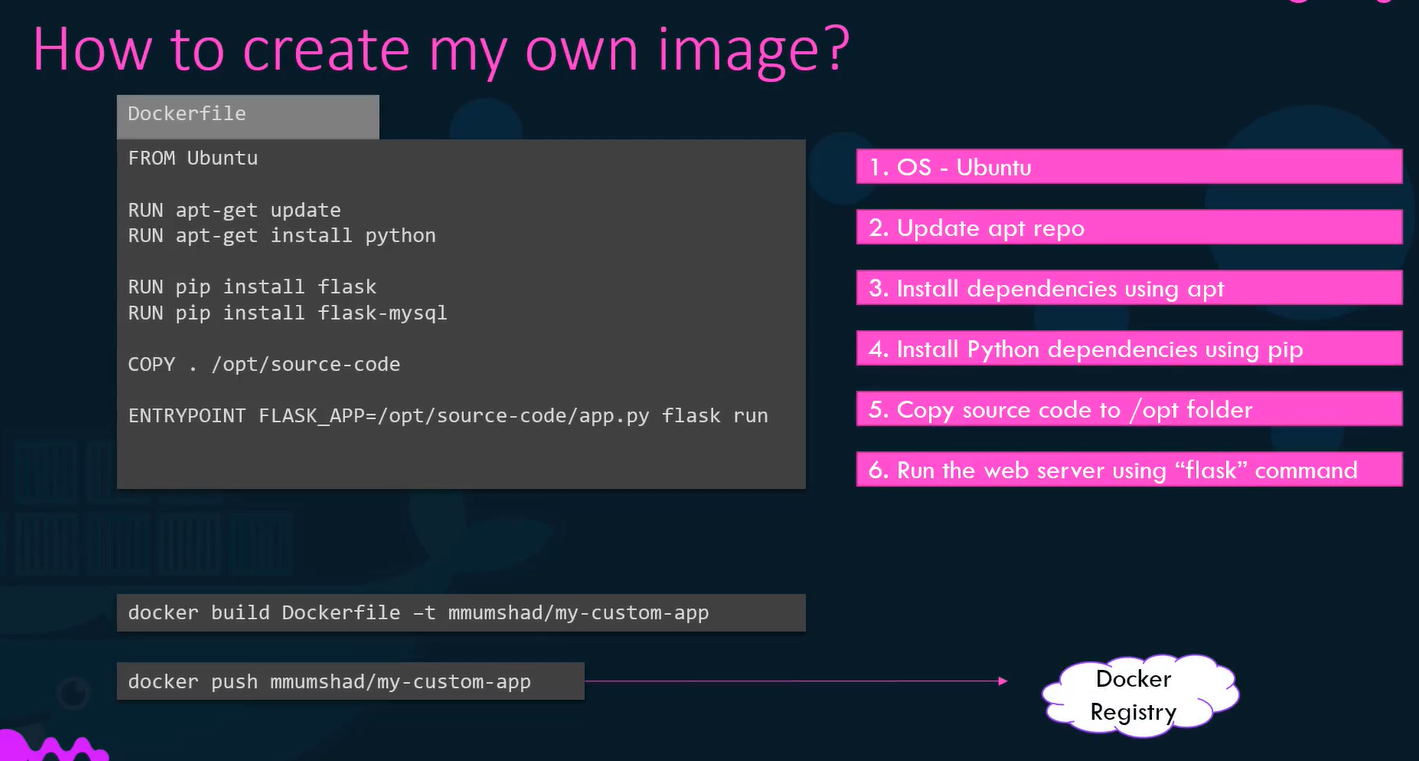 How to create my own image?
Dockerfile
FROM Ubuntu
RUN apt-get update
RUN apt-get install python
RUN pip install flask
RUN pip install flask-mysql
COPY . /opt/source-code
ENTRYPOINT FLASK_APP=/opt/source-code/app.py flask run
1. OS - Ubuntu
2. Update apt repo
3. Install dependencies using apt
4. Install Python dependencies using pip
5. Copy source code to /opt folder
6. Run the web server using “flask” command
docker build Dockerfile –t mmumshad/my-custom-app
docker push mmumshad/my-custom-app
Docker
Registry